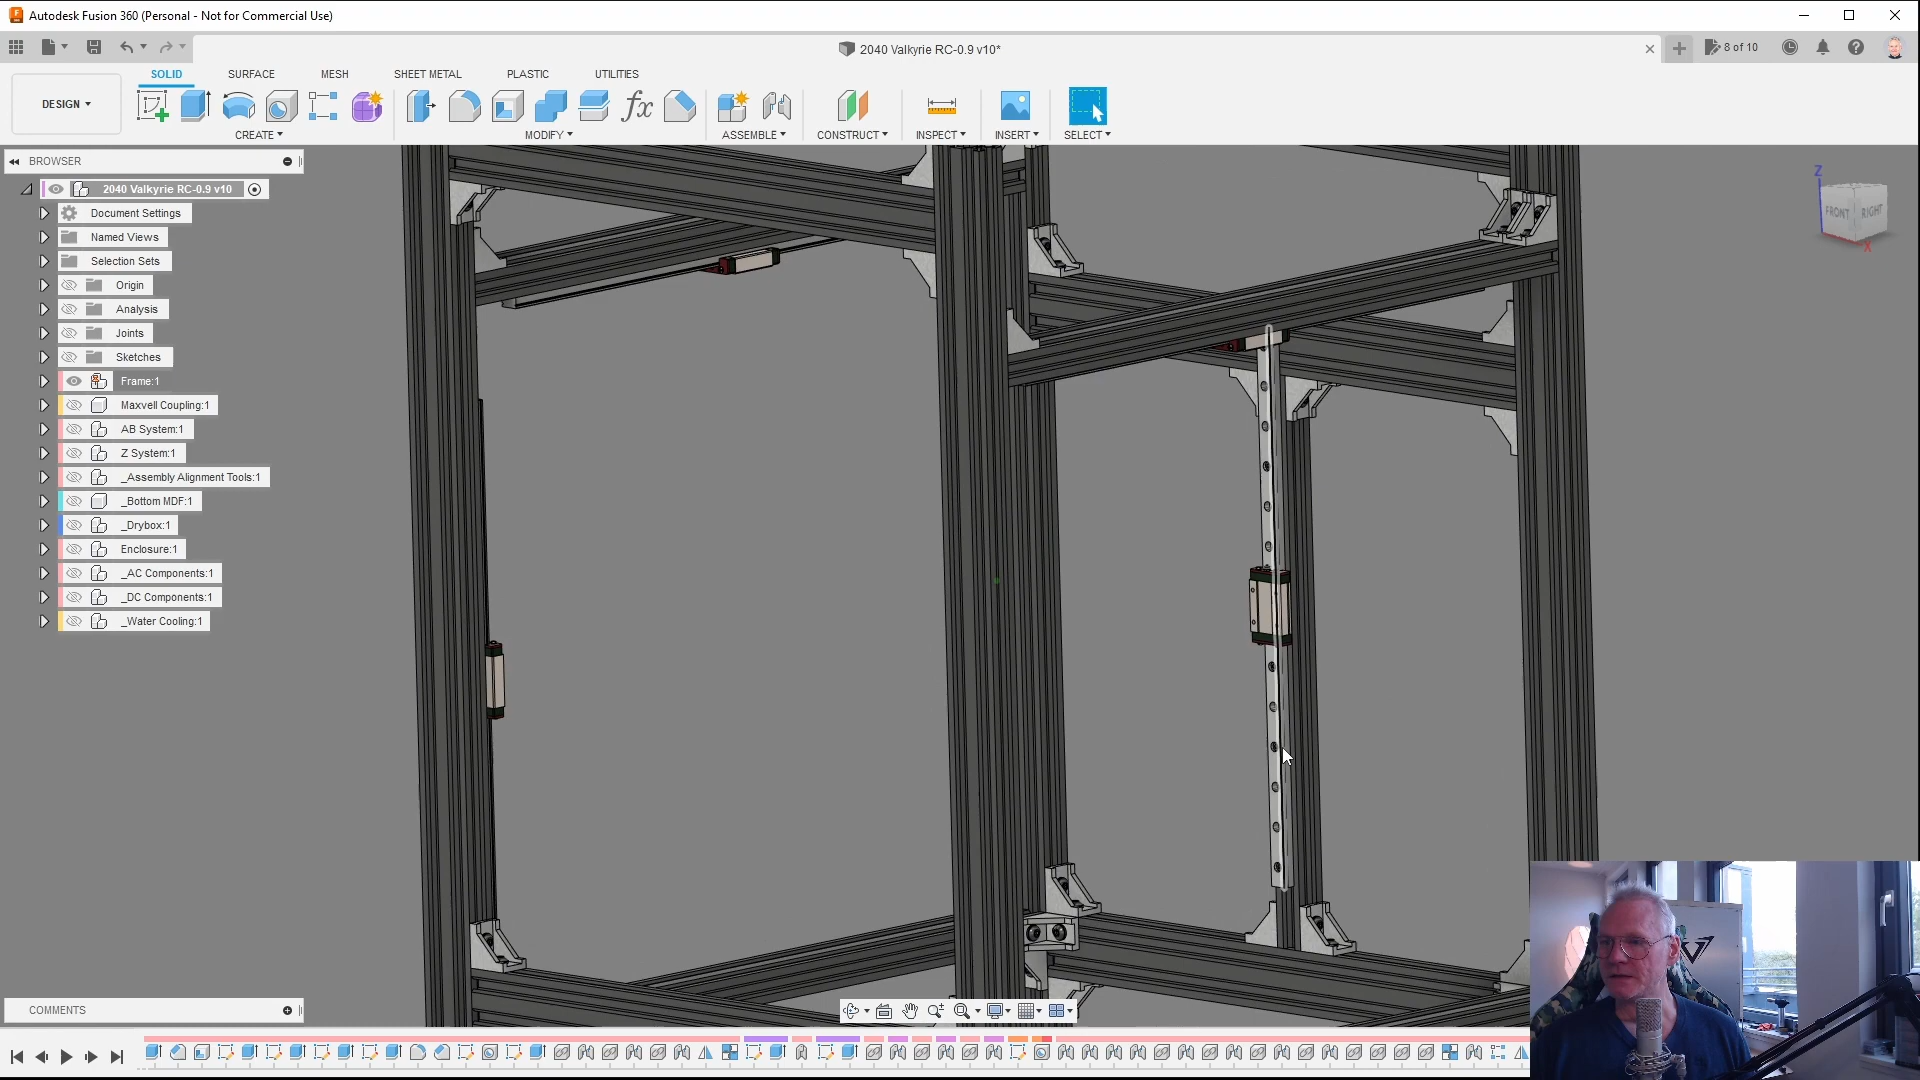 Autodesk Fusion 360 (Personal - Not for Commercial Use)
2040 Valkyrie RC-0.9 v10*
8 of 10
DESIGN
SOLID
SURFACE
MESH
SHEET METAL
PLASTIC
UTILITIES
CREATE
MODIFY
ASSEMBLE
CONSTRUCT
INSPECT
INSERT
SELECT
BROWSER
2040 Valkyrie RC-0.9 v10
Document Settings
Named Views
Selection Sets
Origin
Analysis
Joints
Sketches
Frame:1
Maxvell Coupling:1
AB System:1
Z System:1
_Assembly Alignment Tools:1
_Bottom MDF:1
_Drybox:1
Enclosure:1
_AC Components:1
_DC Components:1
_Water Cooling:1
Z
FRONT
RIGHT
X
COMMENTS